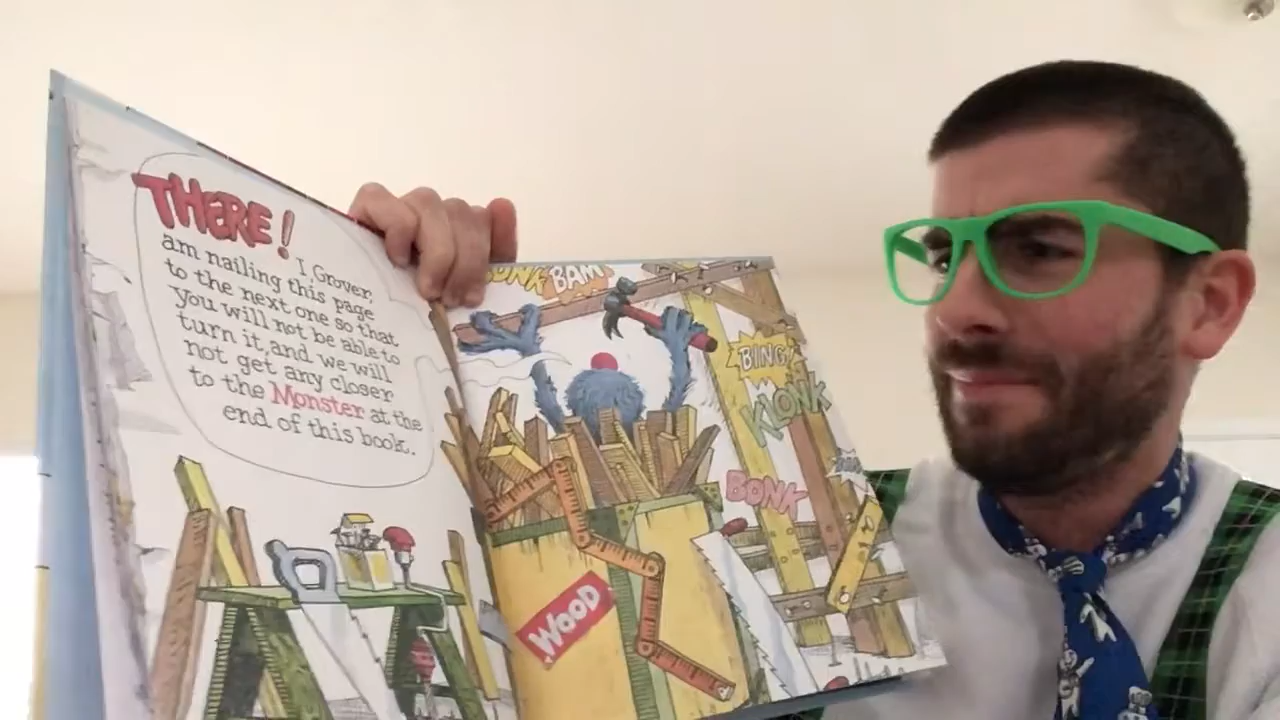 THERE!
I, Grover,
am nailing this page
to the next one so that
you will not be able to
turn it, and we will
not get any closer
to the Monster at the
end of this book.
BAM
BING!
KLONK
BONK
WOOD